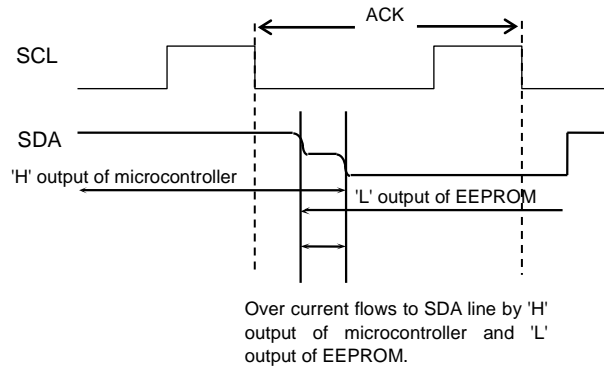 ACK
SCL
SDA
'H' output of microcontroller
'L' output of EEPROM
Over current flows to SDA line by 'H'
output of microcontroller and 'L'
output of EEPROM.